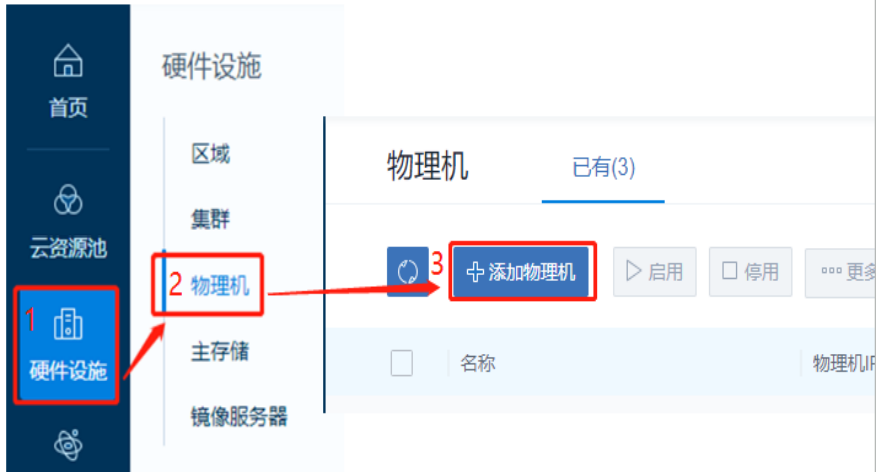 首页
云资源池
1
硬件设施
硬件设施
区域
集群
2 物理机
主存储
镜像服务器
物理机 已有(3)
3 添加物理机 启用 停用 更多
名称 物理机IP